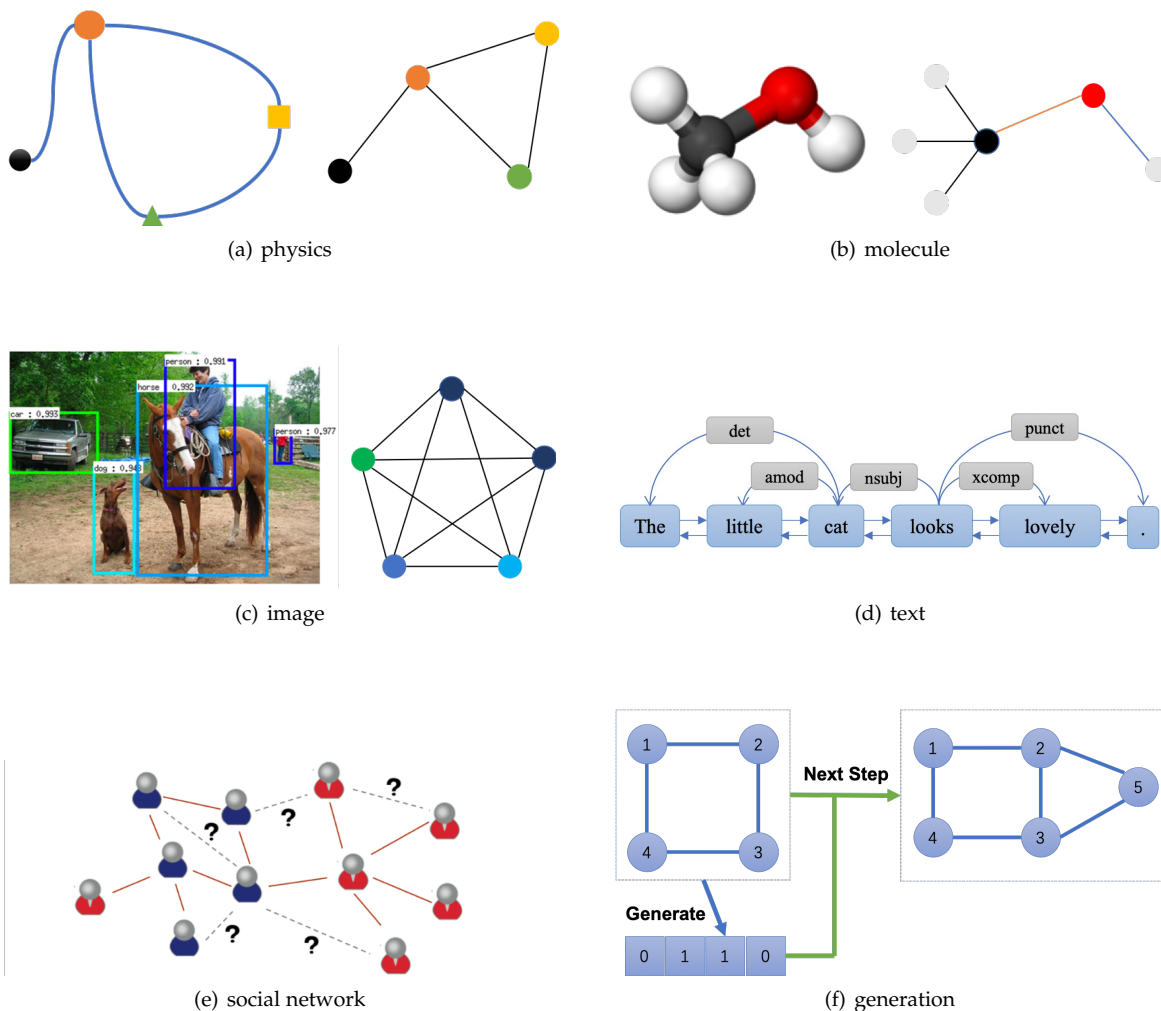 (a) physics
(b) molecule
person : 0.991
horse : 0.992
car : 0.993
person : 0.977
dog : 0.943
det
punct
amod
nsubj
xcomp
The little cat looks lovely .
(c) image
(d) text
1 2
4 3
Next Step
1 2
5
4 3
Generate
0 1 1 0
? ? ? ? ?
(e) social network
(f) generation